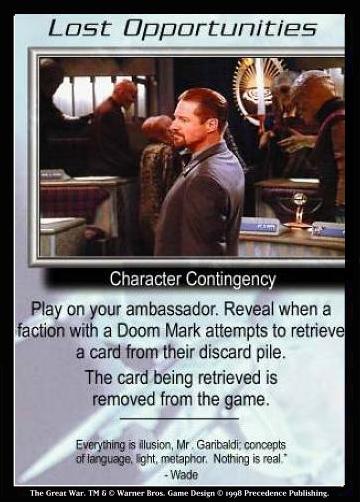 Lost Opportunities
Character Contingency
Play on your ambassador. Reveal when a
faction with a Doom Mark attempts to retrieve
a card from their discard pile.
The card being retrieved is
removed from the game.
Everything is illusion, Mr. Garibaldi; concepts
of language, light, metaphor. Nothing is real."
- Wade
The Great War. TM & © Warner Bros. Game Design © 1998 Precedence Publishing.